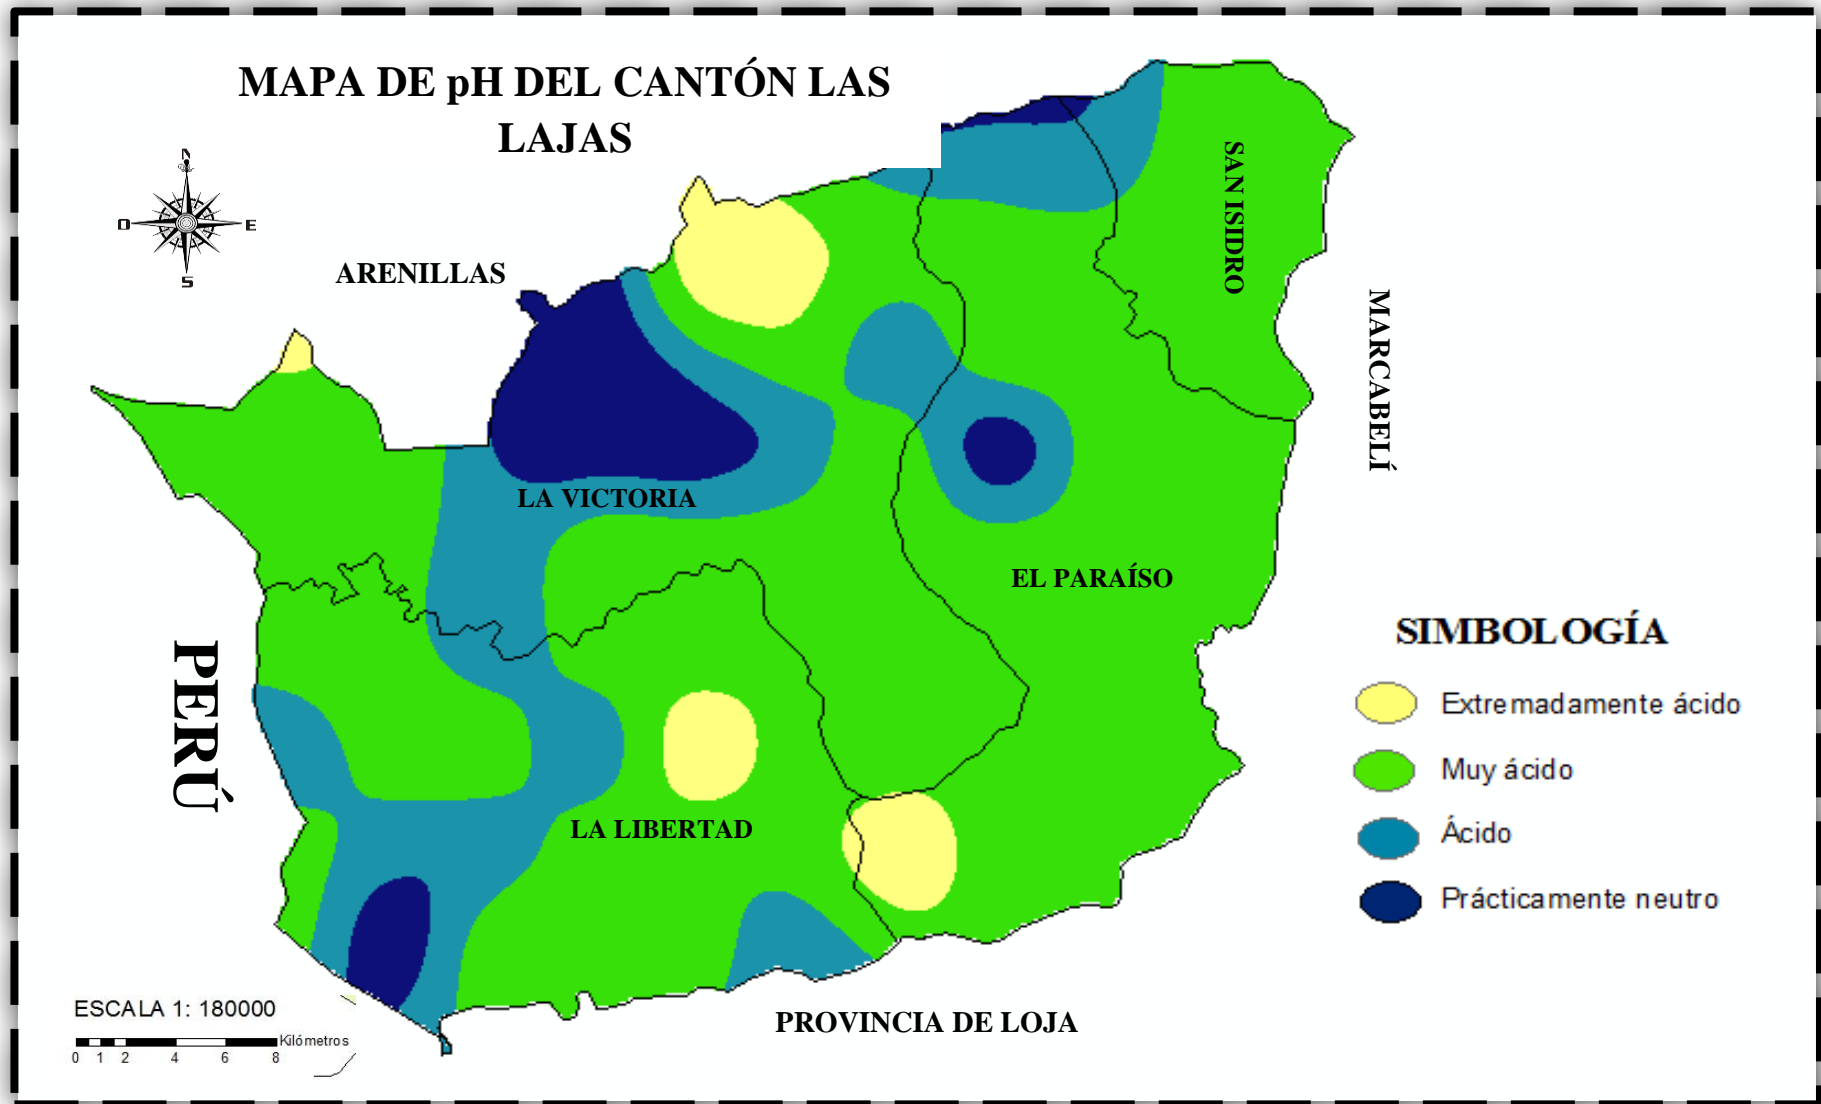 MAPA DE pH DEL CANTÓN LAS
LAJAS
N
O
E
S
ARENILLAS
SAN ISIDRO
MARCABELÍ
LA VICTORIA
EL PARAÍSO
PERÚ
LA LIBERTAD
PROVINCIA DE LOJA
SIMBOLOGÍA
Extremadamente ácido
Muy ácido
Ácido
Prácticamente neutro
ESCALA 1: 180000
Kilómetros
0 1 2 4 6 8